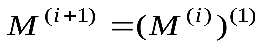 M^{(i+1)} = (M^{(i)})^{(1)}